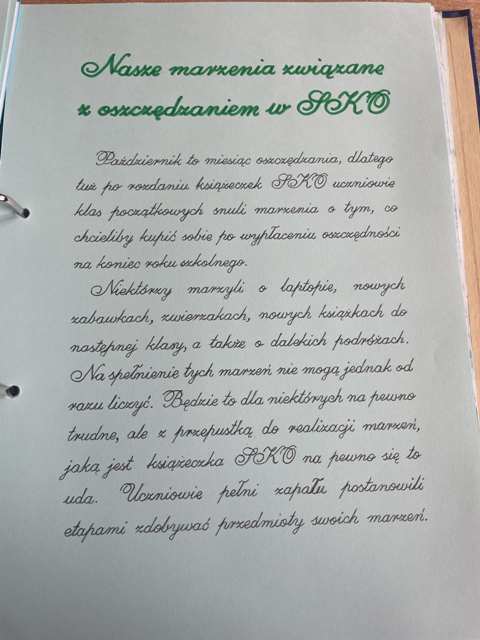 Nasze marzenia związane
z oszczędzaniem w SKO
Październik to miesiąc oszczędzania, dlatego
tuż po rozdaniu książeczek SKO uczniowie
klas początkowych snuli marzenia o tym, co
chcieliby kupić sobie po wypłaceniu oszczędności
na koniec roku szkolnego.
Niektórzy marzyli o laptopie, nowych
zabawkach, zwierzakach, nowych książkach do
następnej klasy, a także o dalekich podróżach.
Na spełnienie tych marzeń nie mogą jednak od
razu liczyć. Będzie to dla niektórych na pewno
trudne, ale z przepustką do realizacji marzeń,
jaką jest książeczka SKO na pewno się to
uda. Uczniowie pełni zapału postanowili
etapami zdobywać przedmioty swoich marzeń.